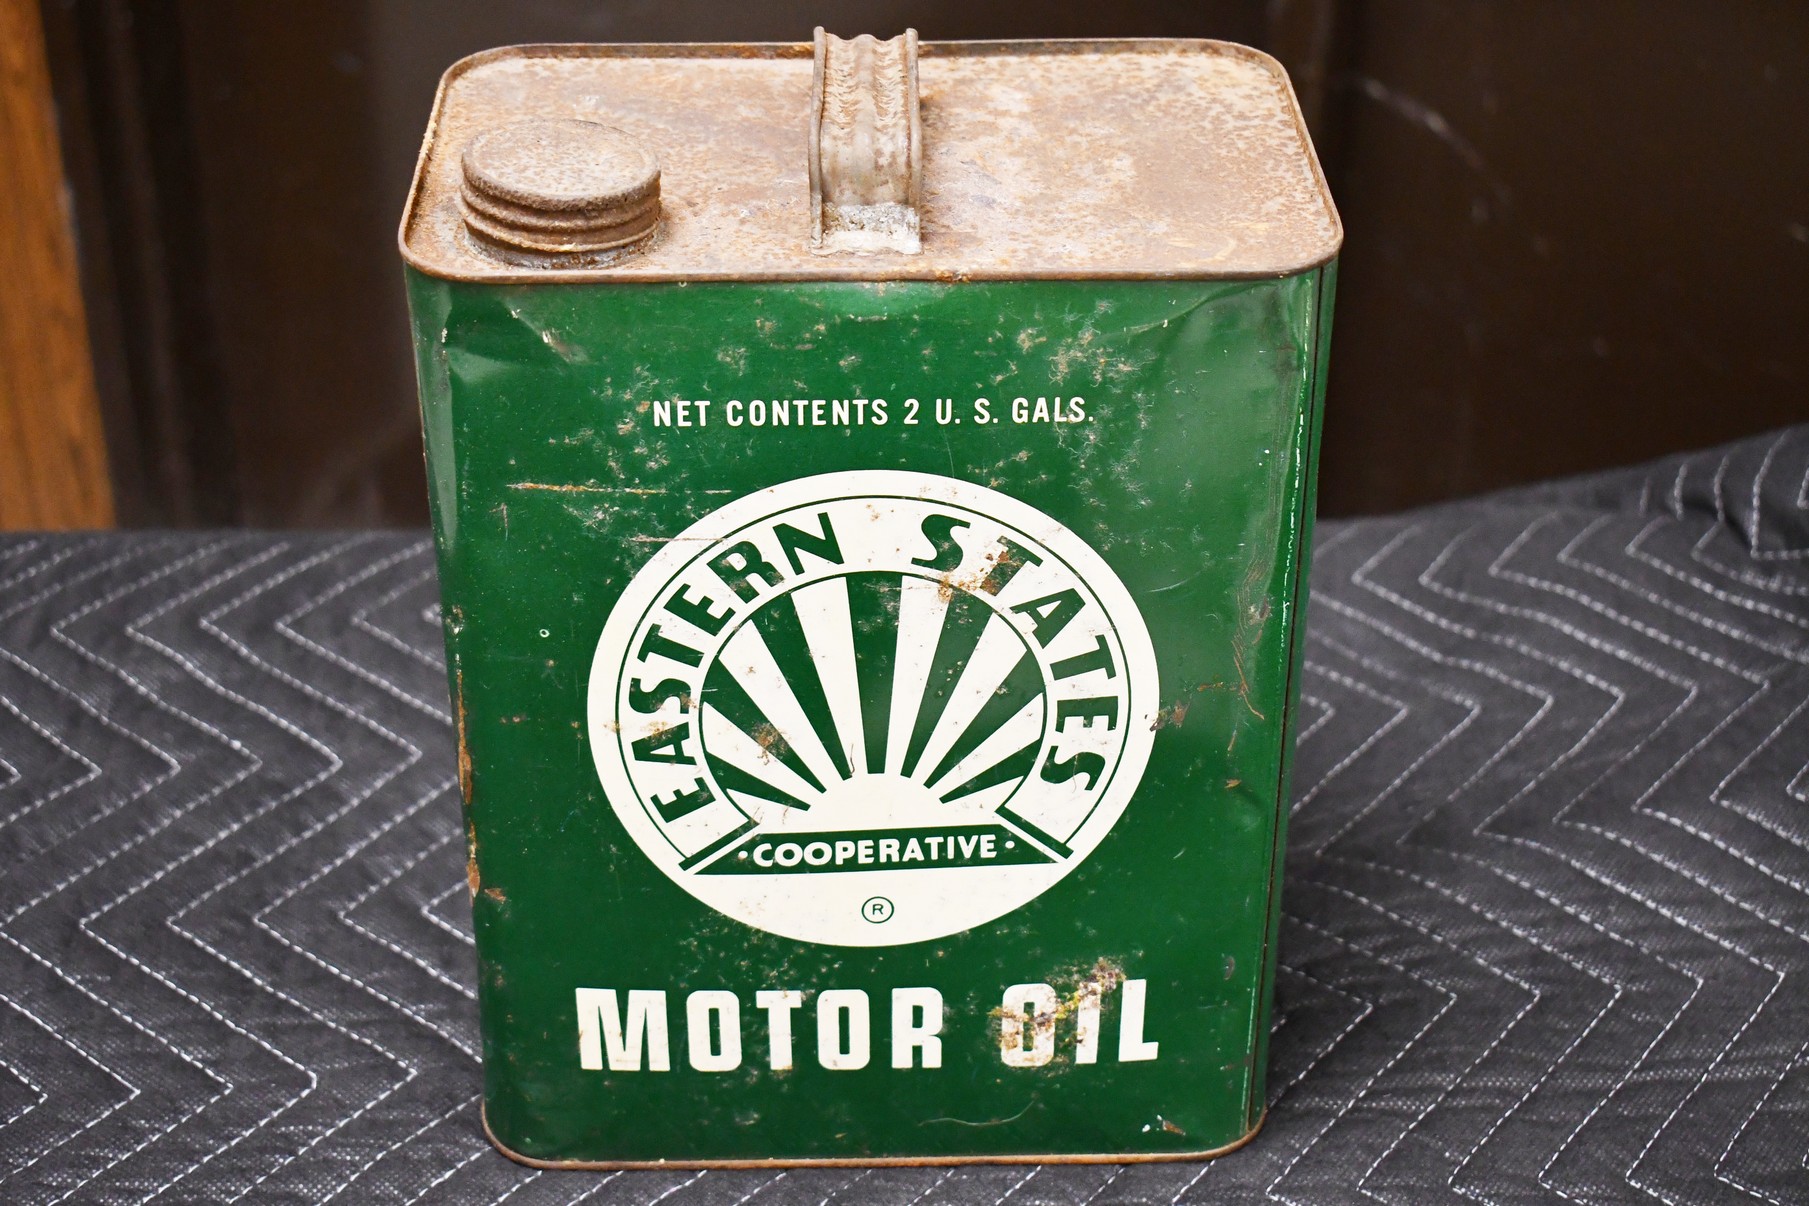 NET CONTENTS 2 U. S. GALS.
EASTERN STATES
•COOPERATIVE•
®
MOTOR OIL